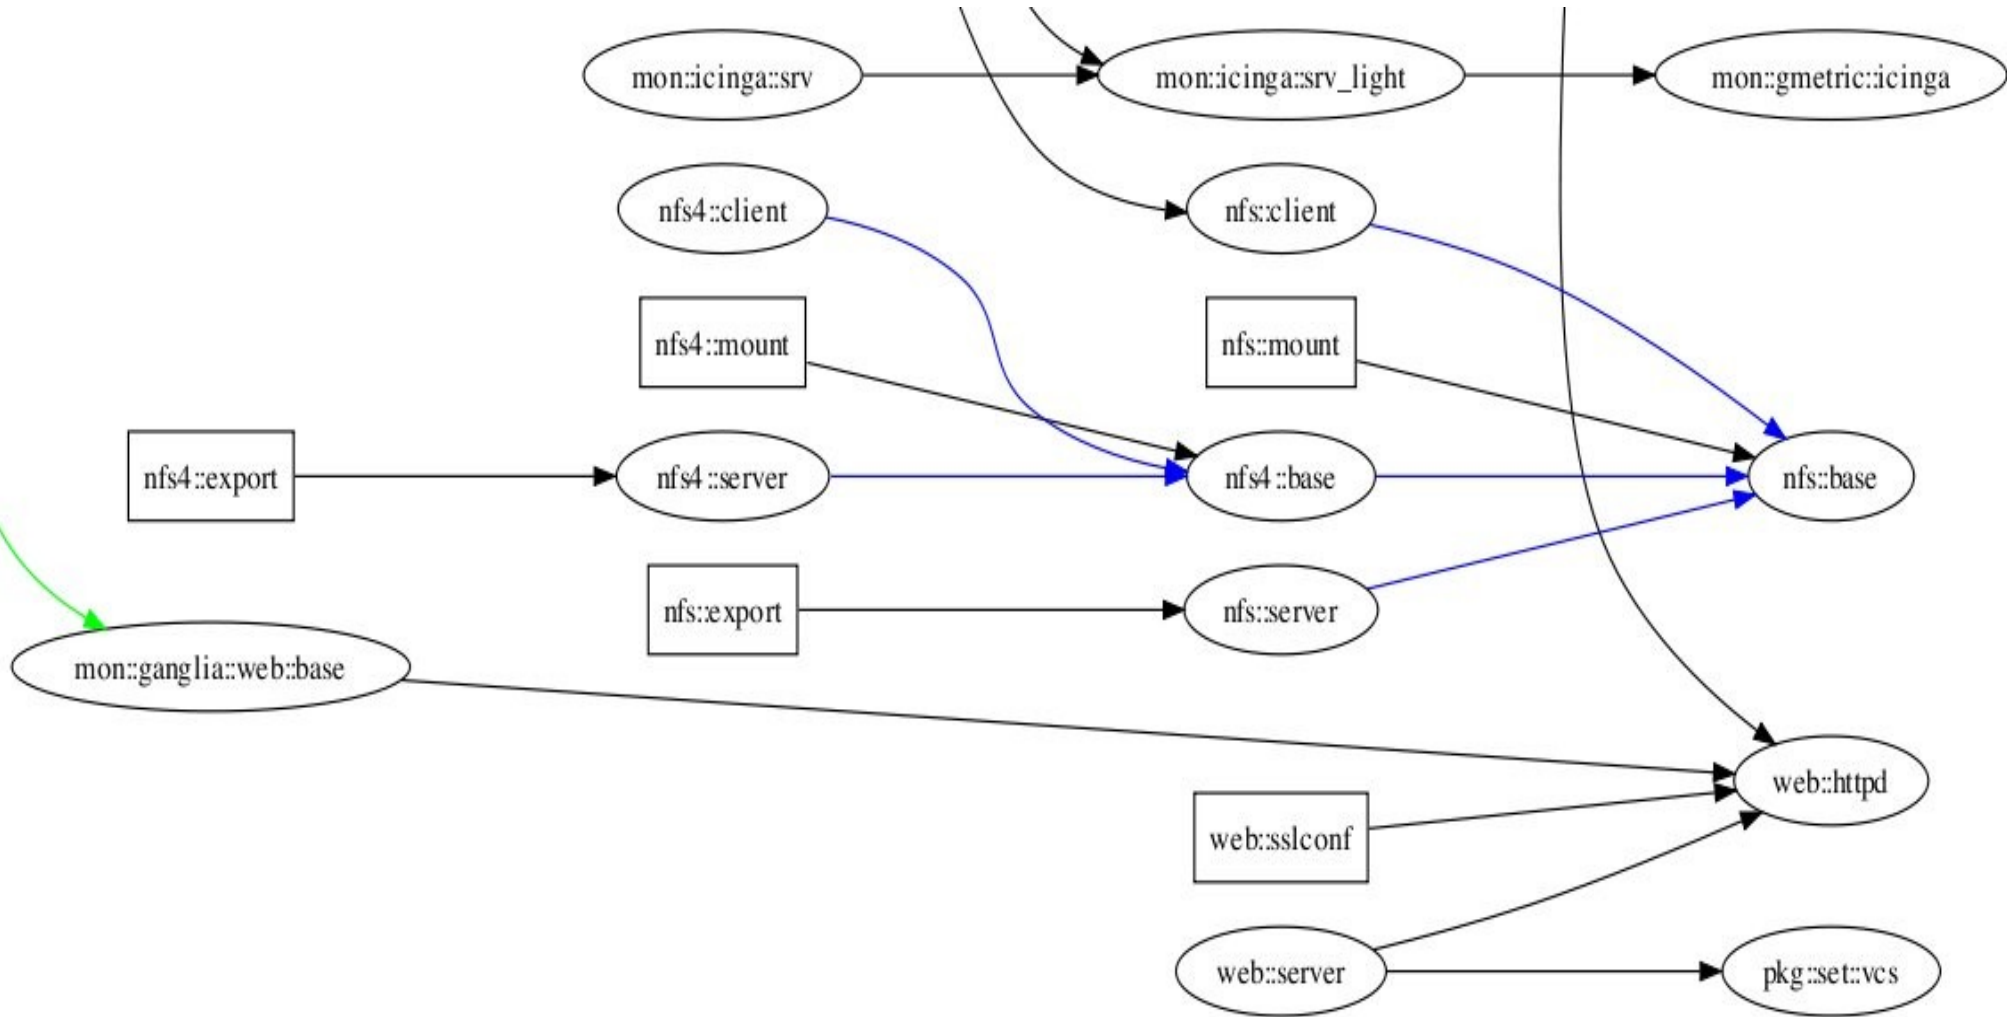 mon::icinga::srv
mon::icinga::srv_light
mon::gmetric::icinga
nfs4::client
nfs::client
nfs4::mount
nfs::mount
nfs4::export
nfs4::server
nfs4::base
nfs::base
nfs::export
nfs::server
mon::ganglia::web::base
web::httpd
web::sslconf
web::server
pkg::set::vcs